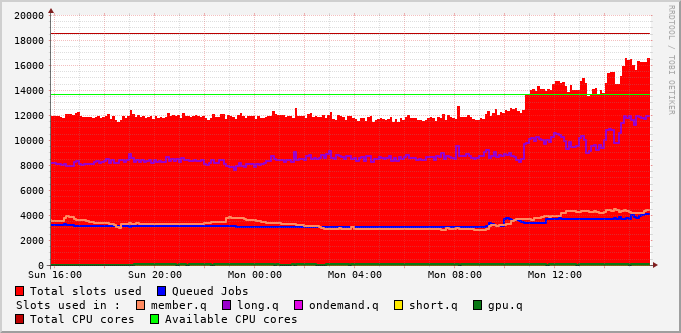 20000
18000
16000
14000
12000
10000
8000
6000
4000
2000
0
Sun 16:00 Sun 20:00 Mon 00:00 Mon 04:00 Mon 08:00 Mon 12:00
Total slots used Queued Jobs
Slots used in : member.q long.q ondemand.q short.q gpu.q
Total CPU cores Available CPU cores
RRDTOOL / TOBI OETIKER